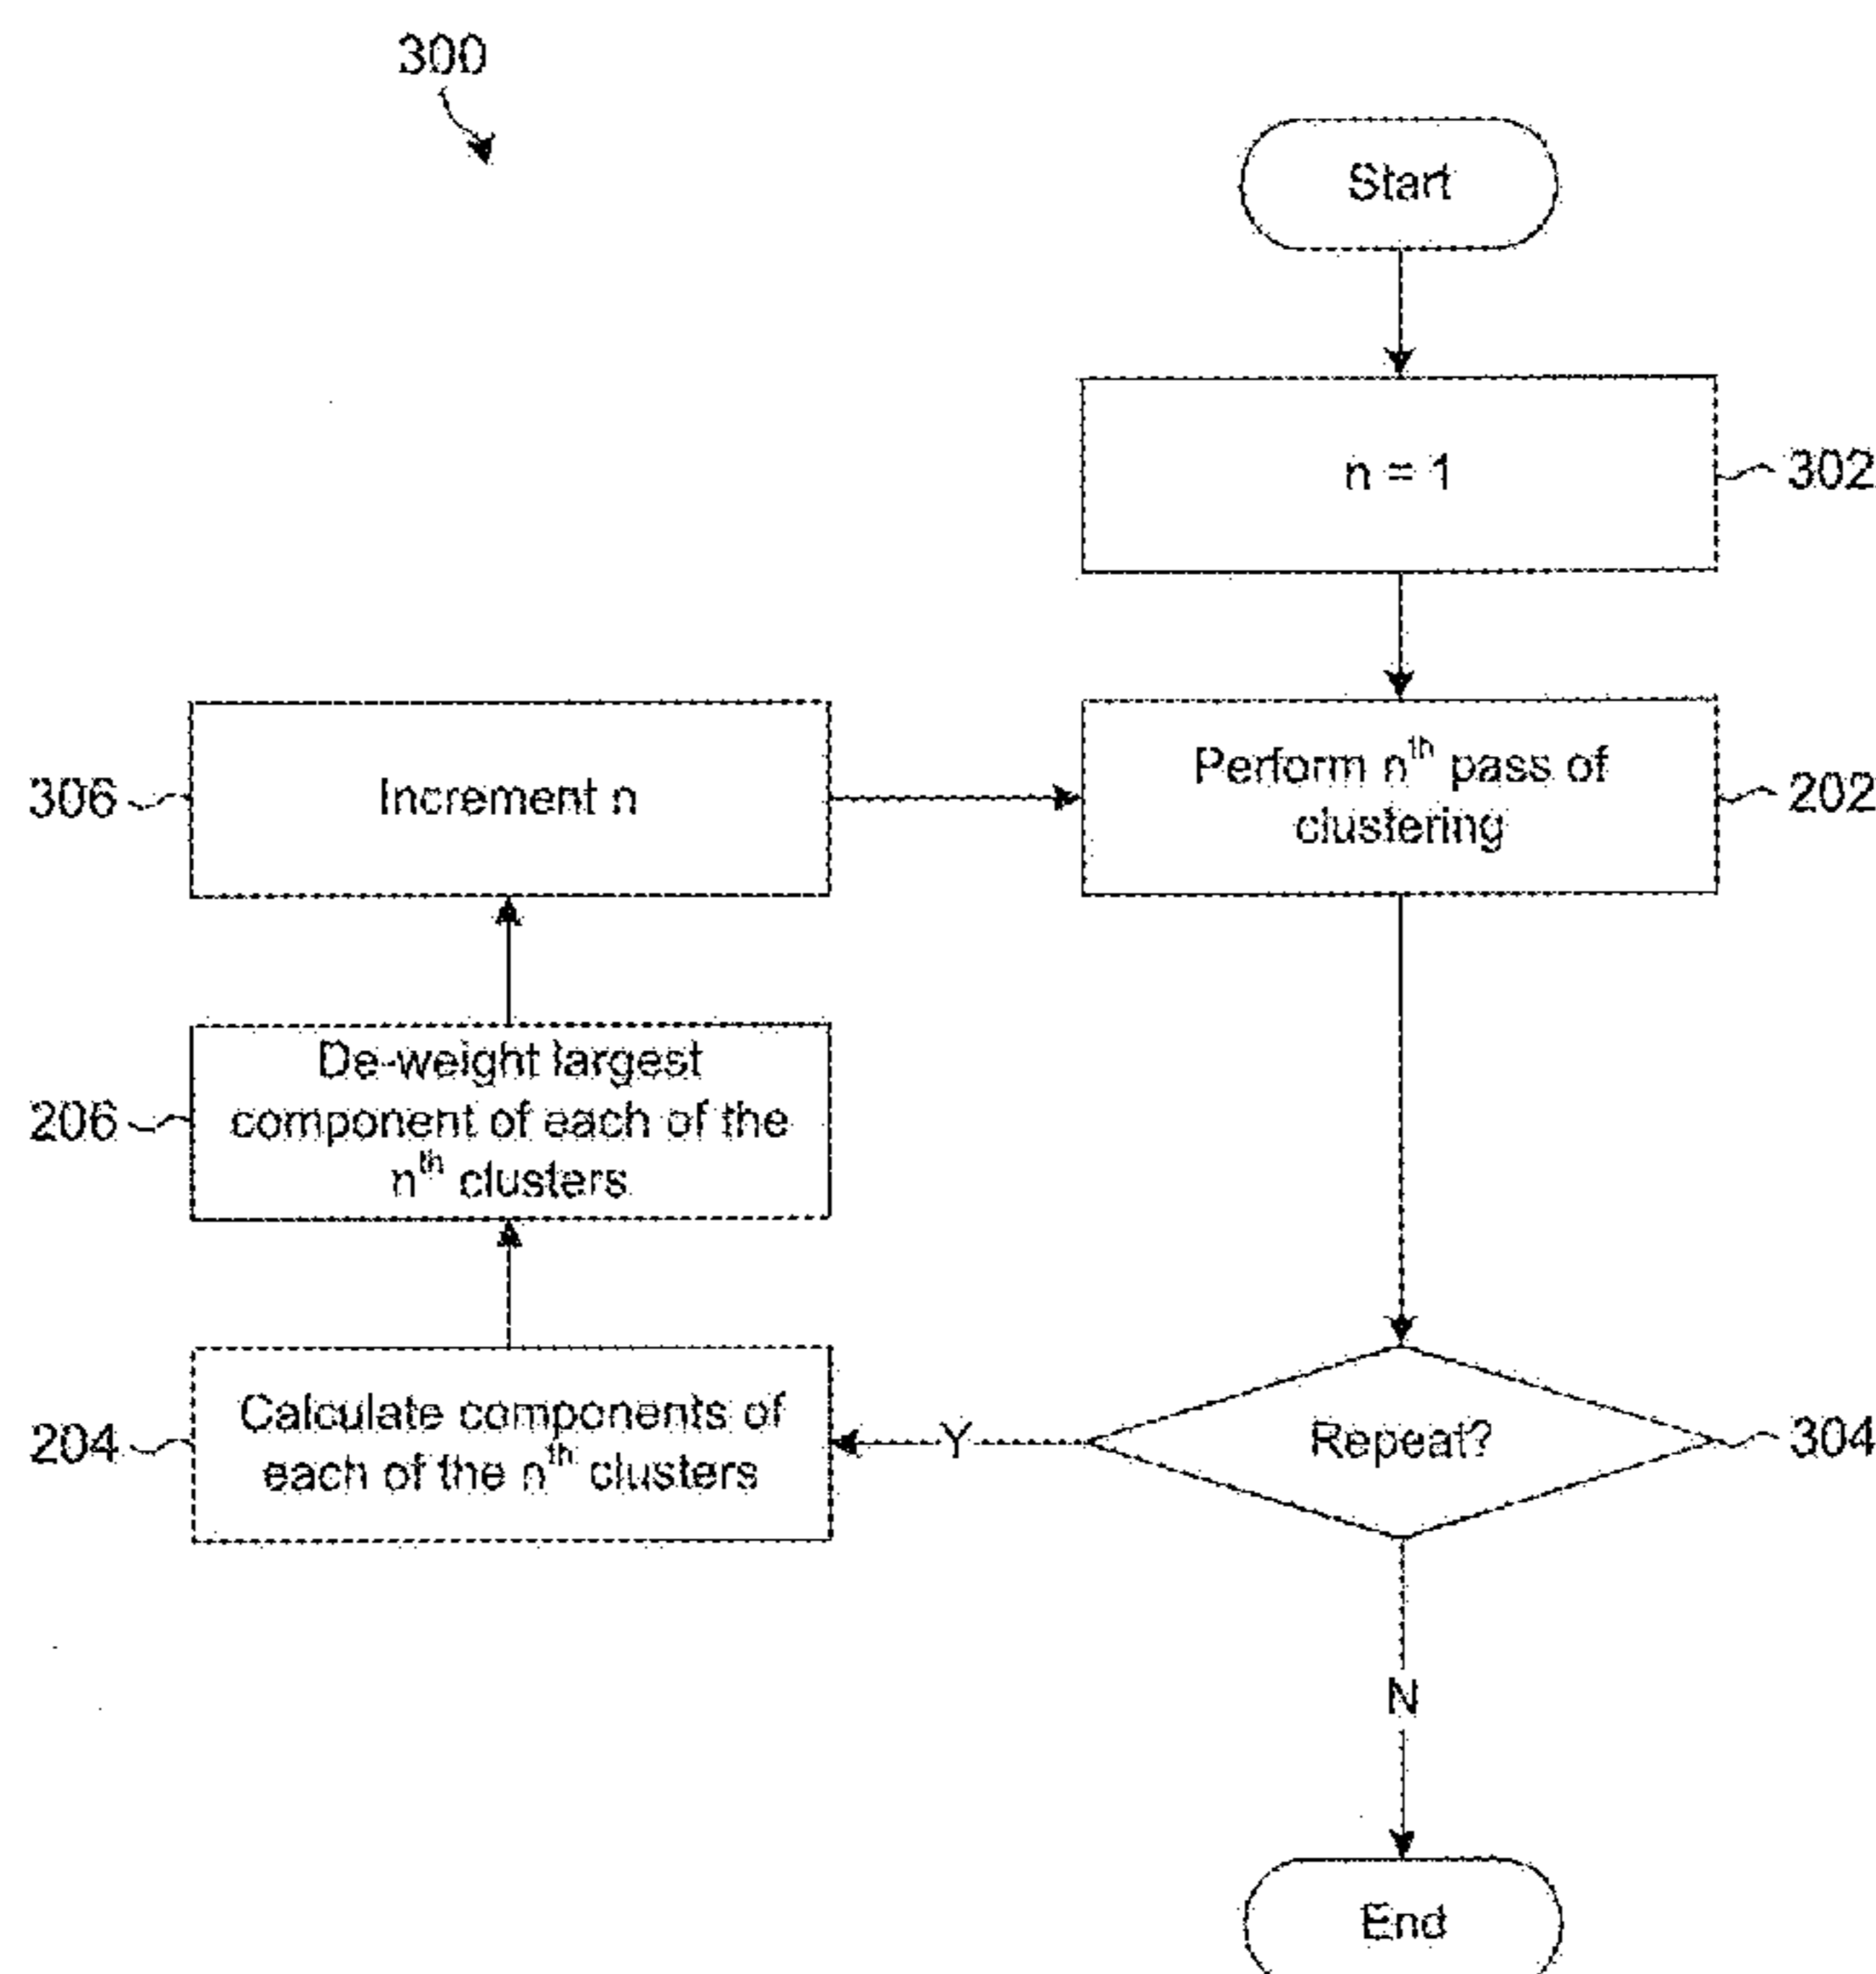 300
Start
n = 1
302
306
Increment n
Perform nth pass of
clustering
202
206
De-weight largest
component of each of the
nth clusters
204
Calculate components of
each of the nth clusters
Y
Repeat?
304
N
End